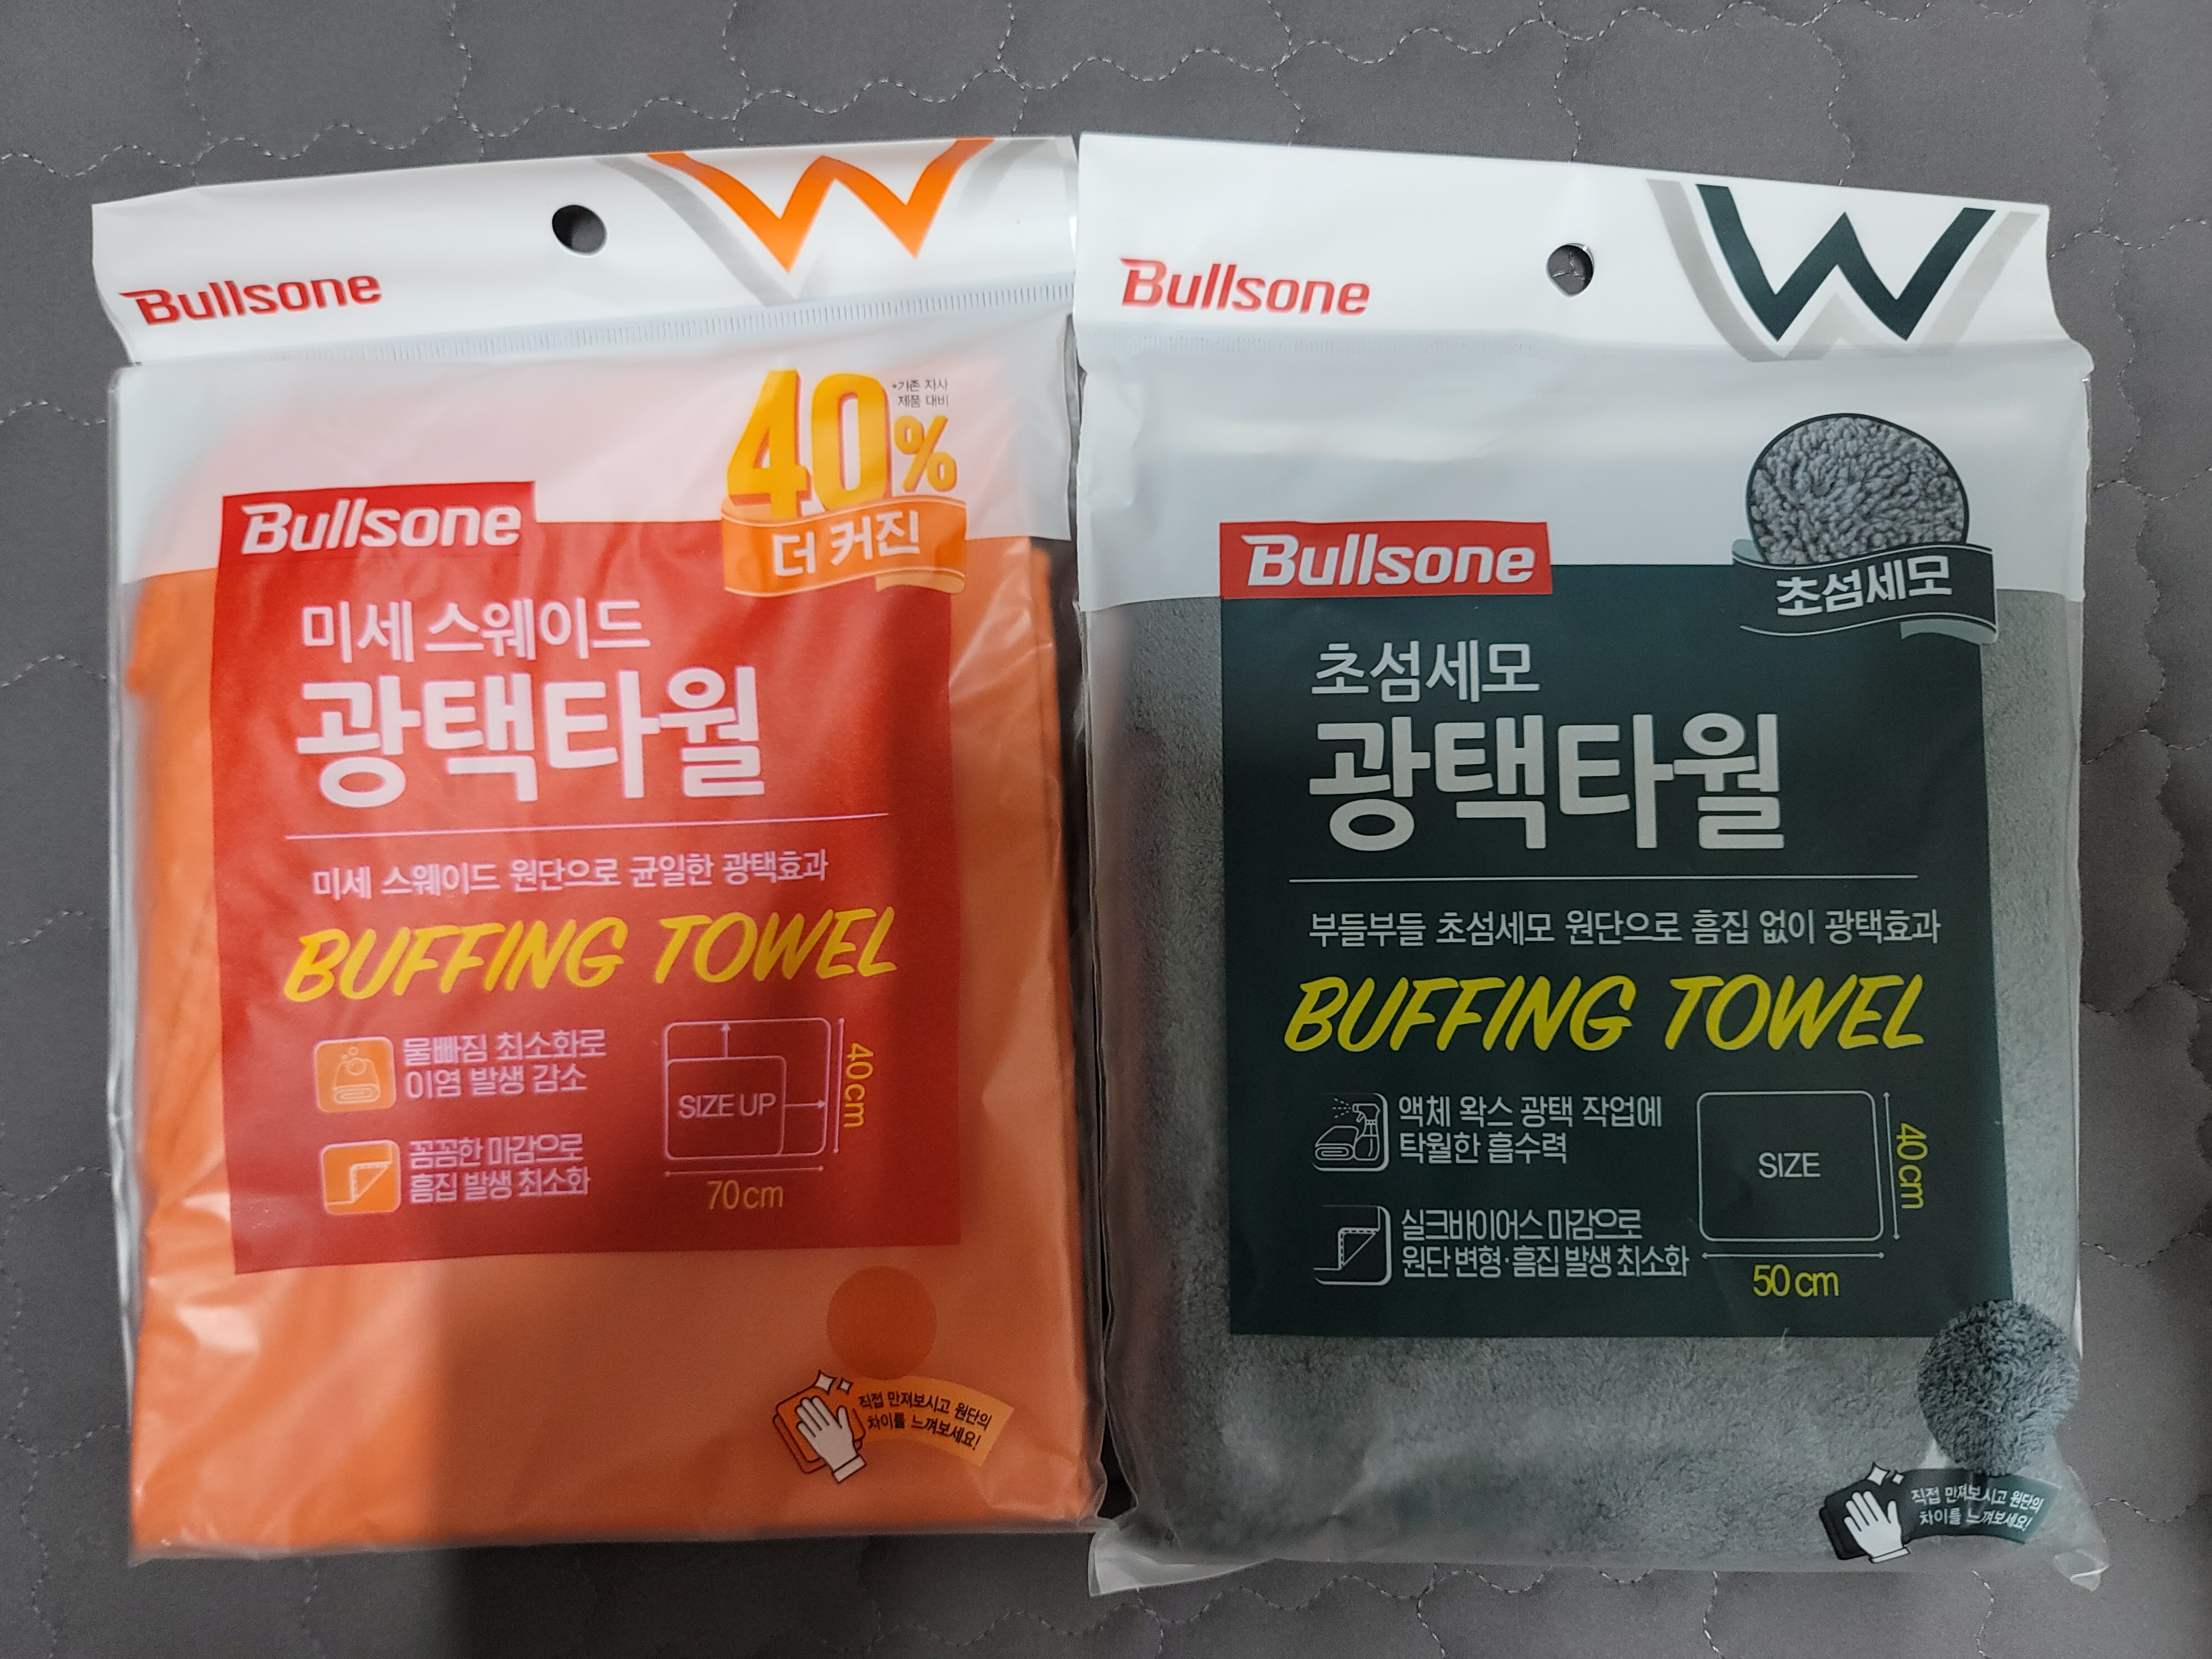 Bullsone
W
40%
*기존 자사
제품 대비
더 커진
Bullsone
미세 스웨이드
광택타월
미세 스웨이드 원단으로 균일한 광택효과
BUFFING TOWEL
물빠짐 최소화로
이염 발생 감소
꼼꼼한 마감으로
흠집 발생 최소화
SIZE UP
40cm
70cm
직접 만져보시고 원단의
차이를 느껴보세요!
Bullsone
W
초섬세모
Bullsone
초섬세모
광택타월
부들부들 초섬세모 원단으로 흠집 없이 광택효과
BUFFING TOWEL
액체 왁스 광택 작업에
탁월한 흡수력
실크바이어스 마감으로
원단 변형·흠집 발생 최소화
SIZE
40cm
50cm
직접 만져보시고 원단의
차이를 느껴보세요!